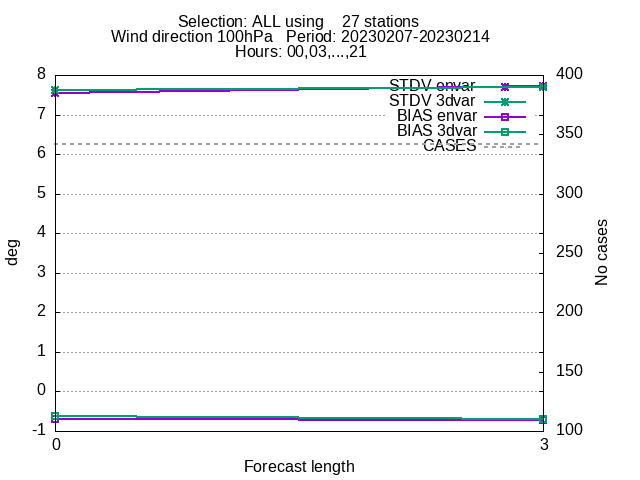 Selection: ALL using 27 stations
Wind direction 100hPa Period: 20230207-20230214
Hours: 00,03,...,21
8
7
6
5
4
3
2
1
0
-1
deg
400
350
300
250
200
150
100
No cases
STDV envar
STDV 3dvar
BIAS envar
BIAS 3dvar
CASES
0
3
Forecast length